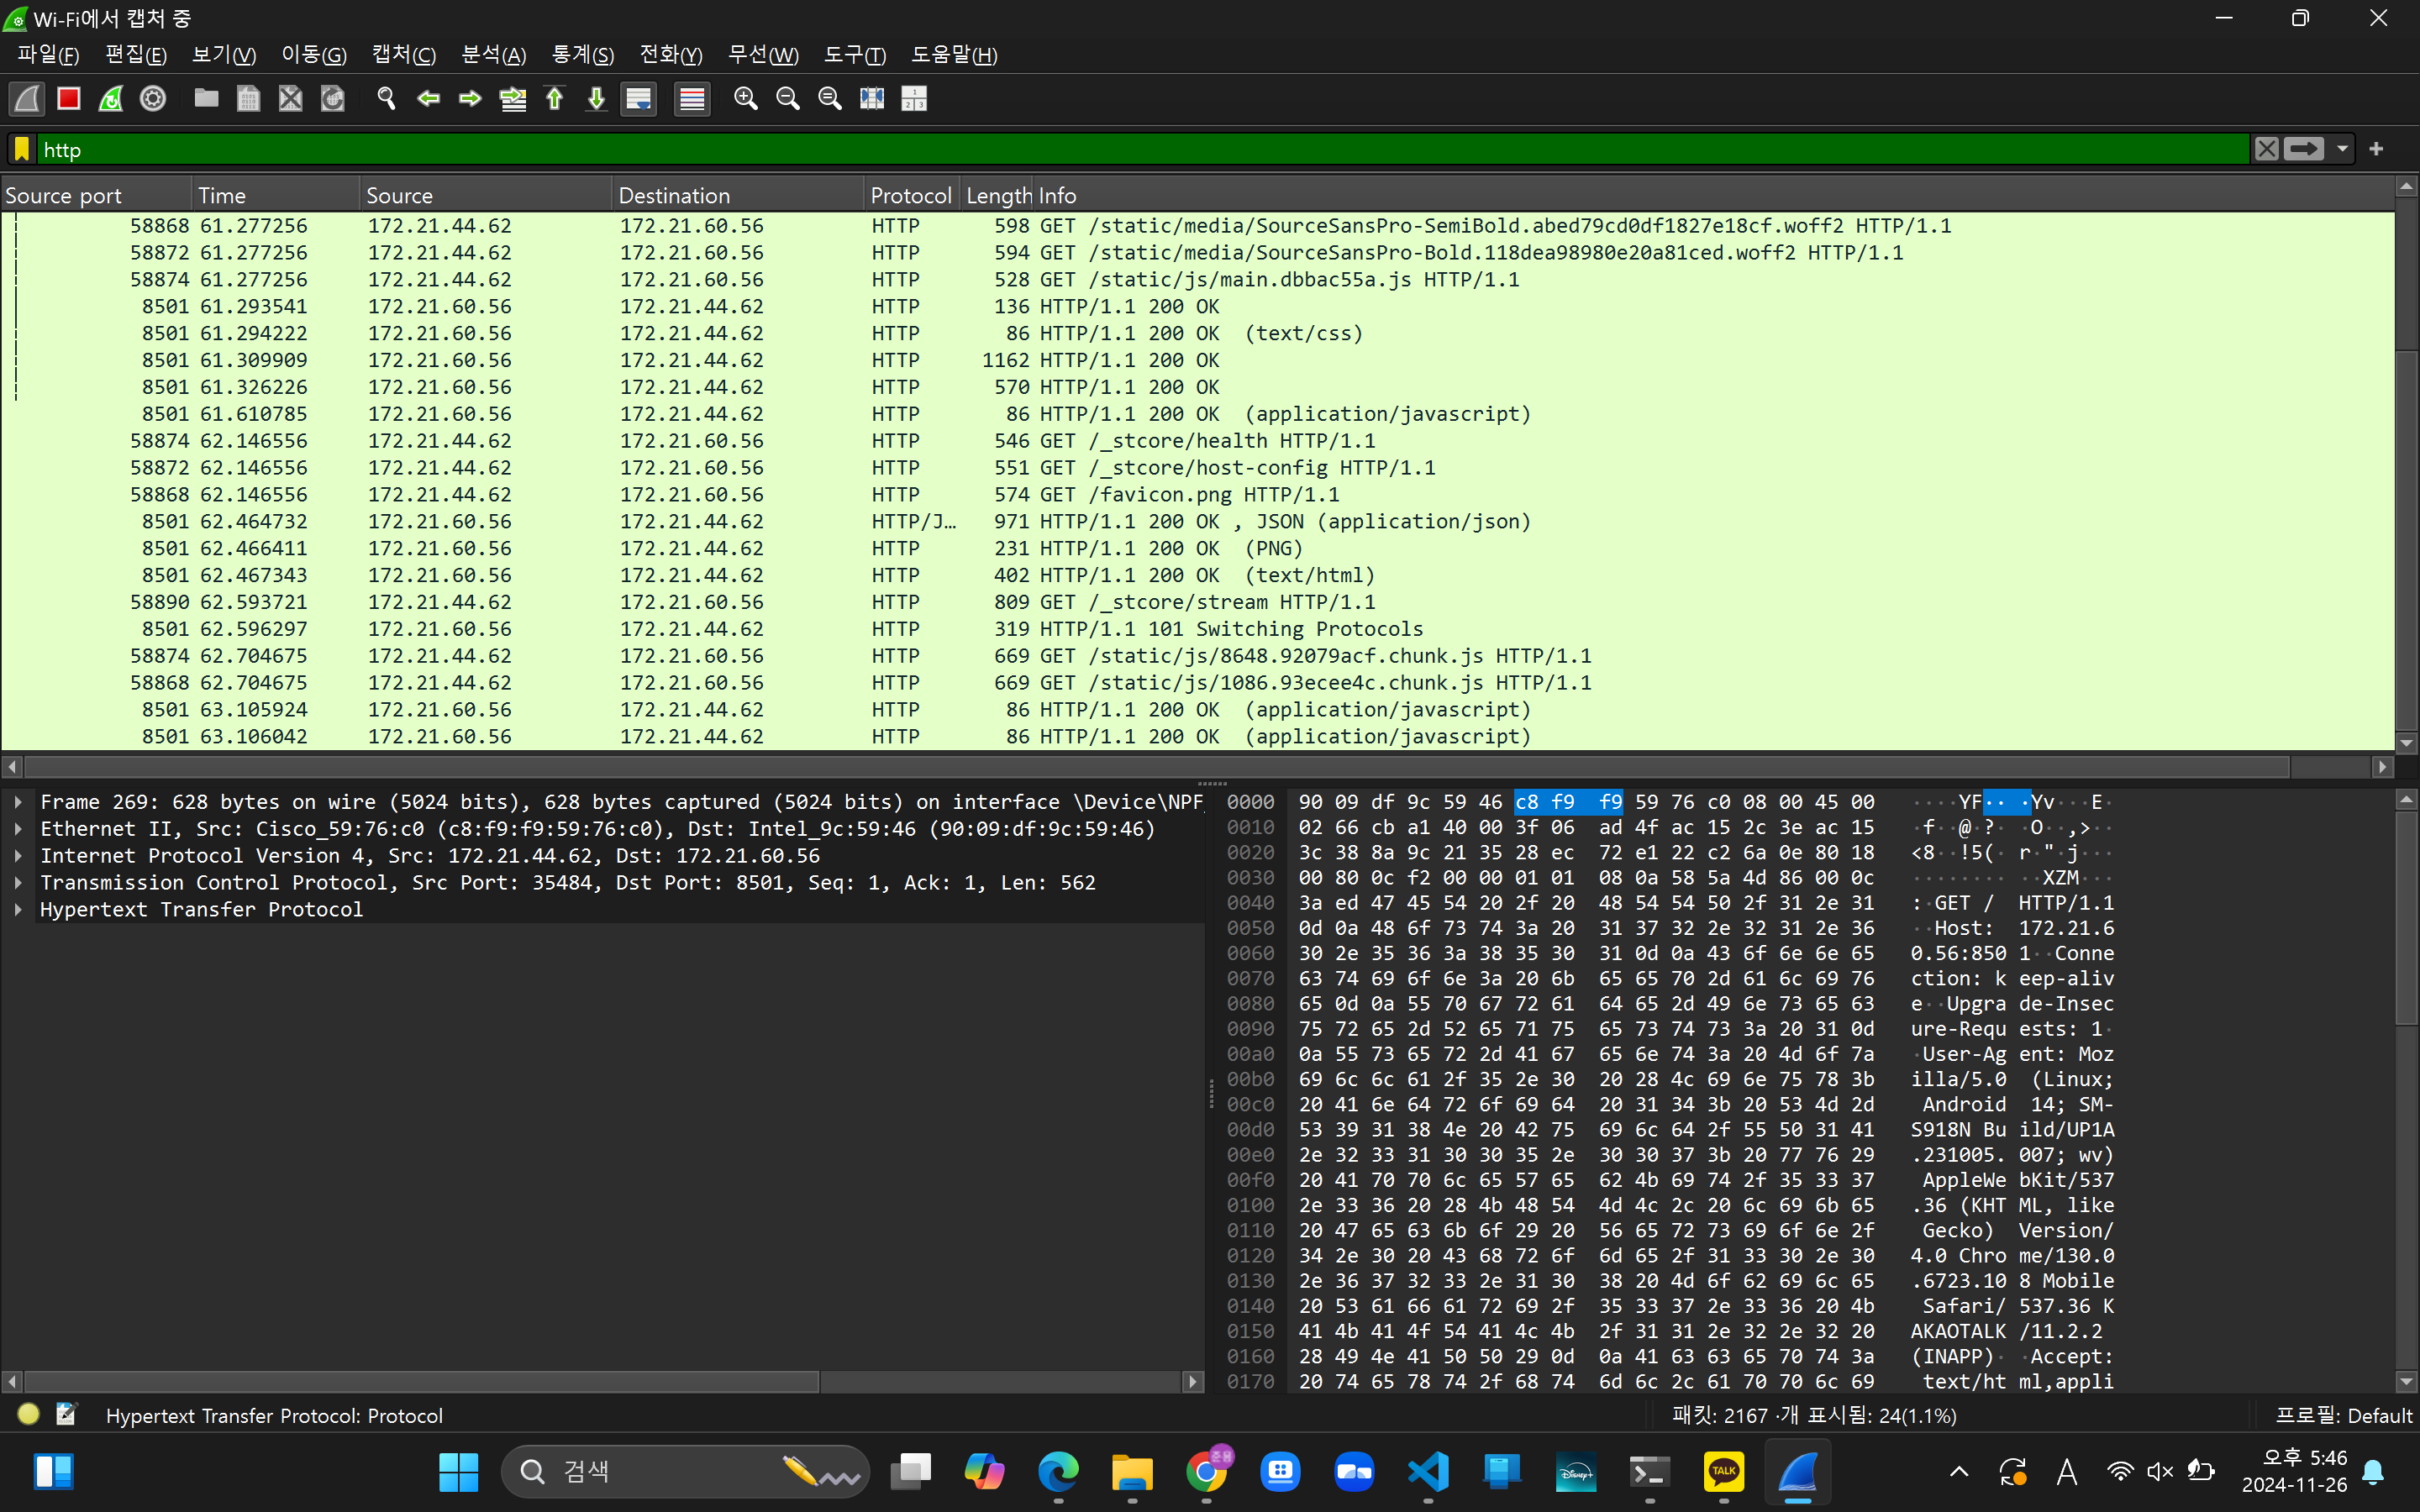 Wi-Fi에서 캡처 중
파일(F) 편집(E) 보기(V) 이동(G) 캡처(C) 분석(A) 통계(S) 전화(Y) 무선(W) 도구(T) 도움말(H)
http
Source port Time Source Destination Protocol Length Info
58868 61.277256 172.21.44.62 172.21.60.56 HTTP 598 GET /static/media/SourceSansPro-SemiBold.abed79cd0df1827e18cf.woff2 HTTP/1.1
58872 61.277256 172.21.44.62 172.21.60.56 HTTP 594 GET /static/media/SourceSansPro-Bold.118dea98980e20a81ced.woff2 HTTP/1.1
58874 61.277256 172.21.44.62 172.21.60.56 HTTP 528 GET /static/js/main.dbbac55a.js HTTP/1.1
8501 61.293541 172.21.60.56 172.21.44.62 HTTP 136 HTTP/1.1 200 OK
8501 61.294222 172.21.60.56 172.21.44.62 HTTP 86 HTTP/1.1 200 OK (text/css)
8501 61.309909 172.21.60.56 172.21.44.62 HTTP 1162 HTTP/1.1 200 OK
8501 61.326226 172.21.60.56 172.21.44.62 HTTP 570 HTTP/1.1 200 OK
8501 61.610785 172.21.60.56 172.21.44.62 HTTP 86 HTTP/1.1 200 OK (application/javascript)
58874 62.146556 172.21.44.62 172.21.60.56 HTTP 546 GET /_stcore/health HTTP/1.1
58872 62.146556 172.21.44.62 172.21.60.56 HTTP 551 GET /_stcore/host-config HTTP/1.1
58868 62.146556 172.21.44.62 172.21.60.56 HTTP 574 GET /favicon.png HTTP/1.1
8501 62.464732 172.21.60.56 172.21.44.62 HTTP/J… 971 HTTP/1.1 200 OK , JSON (application/json)
8501 62.466411 172.21.60.56 172.21.44.62 HTTP 231 HTTP/1.1 200 OK (PNG)
8501 62.467343 172.21.60.56 172.21.44.62 HTTP 402 HTTP/1.1 200 OK (text/html)
58890 62.593721 172.21.44.62 172.21.60.56 HTTP 809 GET /_stcore/stream HTTP/1.1
8501 62.596297 172.21.60.56 172.21.44.62 HTTP 319 HTTP/1.1 101 Switching Protocols
58874 62.704675 172.21.44.62 172.21.60.56 HTTP 669 GET /static/js/8648.92079acf.chunk.js HTTP/1.1
58868 62.704675 172.21.44.62 172.21.60.56 HTTP 669 GET /static/js/1086.93ecee4c.chunk.js HTTP/1.1
8501 63.105924 172.21.60.56 172.21.44.62 HTTP 86 HTTP/1.1 200 OK (application/javascript)
8501 63.106042 172.21.60.56 172.21.44.62 HTTP 86 HTTP/1.1 200 OK (application/javascript)
Frame 269: 628 bytes on wire (5024 bits), 628 bytes captured (5024 bits) on interface \Device\NPF_
Ethernet II, Src: Cisco_59:76:c0 (c8:f9:f9:59:76:c0), Dst: Intel_9c:59:46 (90:09:df:9c:59:46)
Internet Protocol Version 4, Src: 172.21.44.62, Dst: 172.21.60.56
Transmission Control Protocol, Src Port: 35484, Dst Port: 8501, Seq: 1, Ack: 1, Len: 562
Hypertext Transfer Protocol
0000 90 09 df 9c 59 46 c8 f9 f9 59 76 c0 08 00 45 00 ····YF·· ·Yv···E·
0010 02 66 cb a1 40 00 3f 06 ad 4f ac 15 2c 3e ac 15 ·f··@·?· ·O··,>··
0020 3c 38 8a 9c 21 35 28 ec 72 e1 22 c2 6a 0e 80 18 <8··!5(· r·"·j···
0030 00 80 0c f2 00 00 01 01 08 0a 58 5a 4d 86 00 0c ········ ··XZM···
0040 3a ed 47 45 54 20 2f 20 48 54 54 50 2f 31 2e 31 :·GET / HTTP/1.1
0050 0d 0a 48 6f 73 74 3a 20 31 37 32 2e 32 31 2e 36 ··Host: 172.21.6
0060 30 2e 35 36 3a 38 35 30 31 0d 0a 43 6f 6e 6e 65 0.56:850 1··Conne
0070 63 74 69 6f 6e 3a 20 6b 65 65 70 2d 61 6c 69 76 ction: k eep-aliv
0080 65 0d 0a 55 70 67 72 61 64 65 2d 49 6e 73 65 63 e··Upgra de-Insec
0090 75 72 65 2d 52 65 71 75 65 73 74 73 3a 20 31 0d ure-Requ ests: 1·
00a0 0a 55 73 65 72 2d 41 67 65 6e 74 3a 20 4d 6f 7a ·User-Ag ent: Moz
00b0 69 6c 6c 61 2f 35 2e 30 20 28 4c 69 6e 75 78 3b illa/5.0 (Linux;
00c0 20 41 6e 64 72 6f 69 64 20 31 34 3b 20 53 4d 2d Android 14; SM-
00d0 53 39 31 38 4e 20 42 75 69 6c 64 2f 55 50 31 41 S918N Bu ild/UP1A
00e0 2e 32 33 31 30 30 35 2e 30 30 37 3b 20 77 76 29 .231005. 007; wv)
00f0 20 41 70 70 6c 65 57 65 62 4b 69 74 2f 35 33 37 AppleWe bKit/537
0100 2e 33 36 20 28 4b 48 54 4d 4c 2c 20 6c 69 6b 65 .36 (KHT ML, like
0110 20 47 65 63 6b 6f 29 20 56 65 72 73 69 6f 6e 2f Gecko) Version/
0120 34 2e 30 20 43 68 72 6f 6d 65 2f 31 33 30 2e 30 4.0 Chro me/130.0
0130 2e 36 37 32 33 2e 31 30 38 20 4d 6f 62 69 6c 65 .6723.10 8 Mobile
0140 20 53 61 66 61 72 69 2f 35 33 37 2e 33 36 20 4b Safari/ 537.36 K
0150 41 4b 41 4f 54 41 4c 4b 2f 31 31 2e 32 2e 32 20 AKAOTALK /11.2.2
0160 28 49 4e 41 50 50 29 0d 0a 41 63 63 65 70 74 3a (INAPP)· ·Accept:
0170 20 74 65 78 74 2f 68 74 6d 6c 2c 61 70 70 6c 69 text/ht ml,appli
Hypertext Transfer Protocol: Protocol 패킷: 2167 ·개 표시됨: 24(1.1%) 프로필: Default
검색 Disney+ TALK A 오후 5:46
2024-11-26